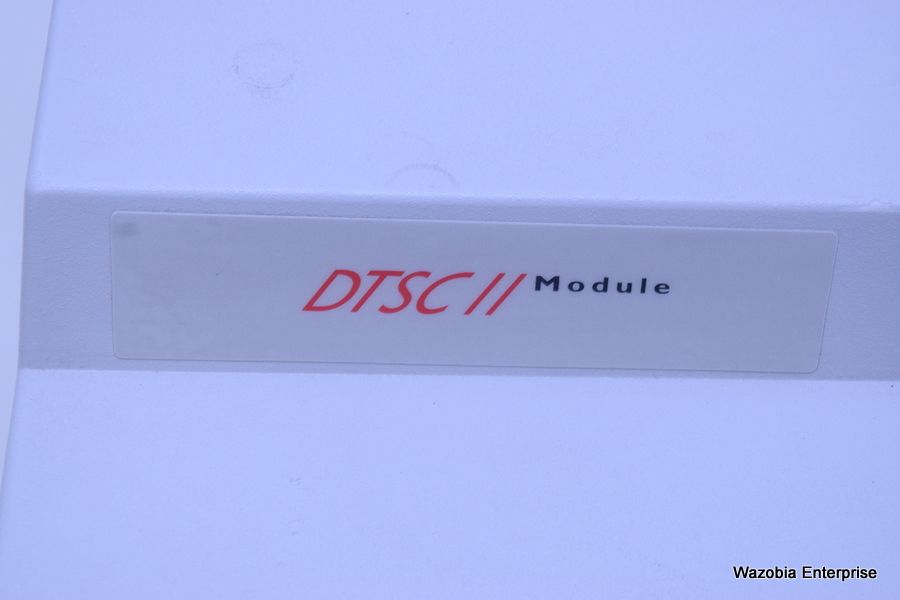 DTSC II Module
Wazobia Enterprise